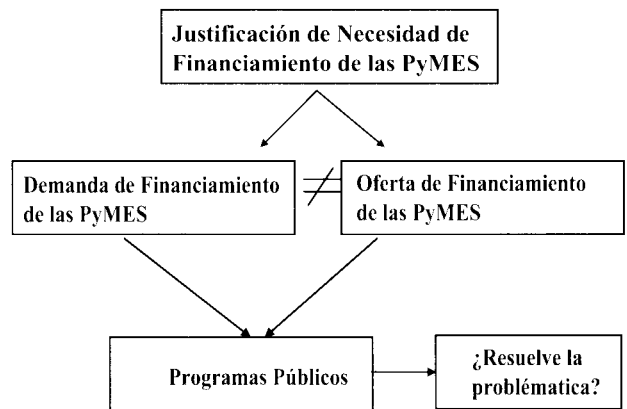 Justificación de Necesidad de
Financiamiento de las PyMES
Demanda de Financiamiento
de las PyMES
Oferta de Financiamiento
de las PyMES
Programas Públicos
¿Resuelve la
problématica?